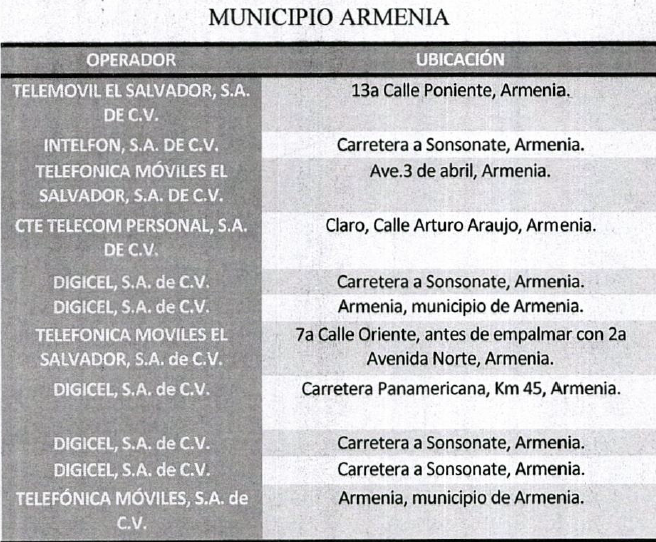 MUNICIPIO ARMENIA
OPERADOR UBICACIÓN
TELEMOVIL EL SALVADOR, S.A. 13a Calle Poniente, Armenia.
DE C.V.
INTELFON, S.A. DE C.V. Carretera a Sonsonate, Armenia.
TELEFONICA MÓVILES EL Ave.3 de abril, Armenia.
SALVADOR, S.A. DE C.V.
CTE TELECOM PERSONAL, S.A. Claro, Calle Arturo Araujo, Armenia.
DE C.V.
DIGICEL, S.A. de C.V. Carretera a Sonsonate, Armenia.
DIGICEL, S.A. de C.V. Armenia, municipio de Armenia.
TELEFONICA MOVILES EL 7a Calle Oriente, antes de empalmar con 2a
SALVADOR, S.A. de C.V. Avenida Norte, Armenia.
DIGICEL, S.A. de C.V. Carretera Panamericana, Km 45, Armenia.
DIGICEL, S.A. de C.V. Carretera a Sonsonate, Armenia.
DIGICEL, S.A. de C.V. Carretera a Sonsonate, Armenia.
TELEFÓNICA MÓVILES, S.A. de Armenia, municipio de Armenia.
C.V.